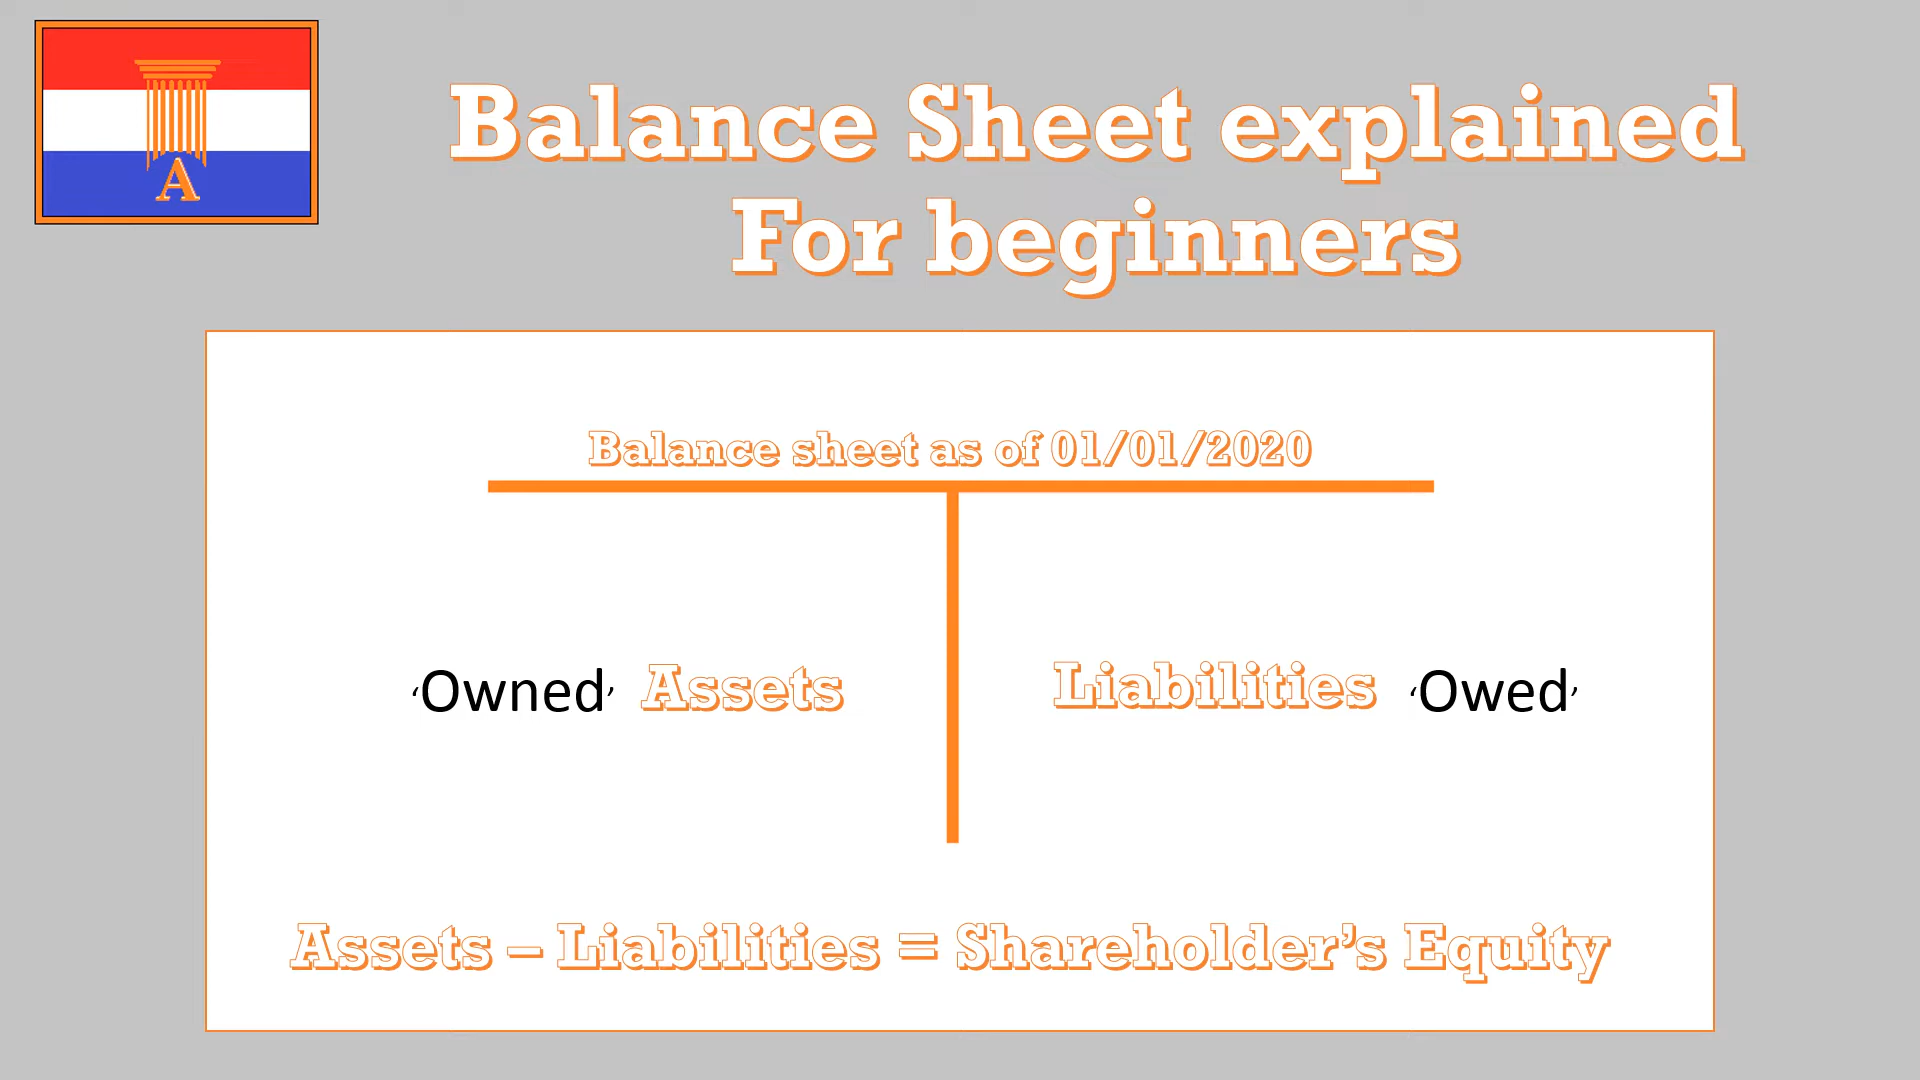 A
Balance Sheet explained
For beginners
Balance sheet as of 01/01/2020
‘Owned’ Assets
Liabilities ‘Owed’
Assets – Liabilities = Shareholder’s Equity